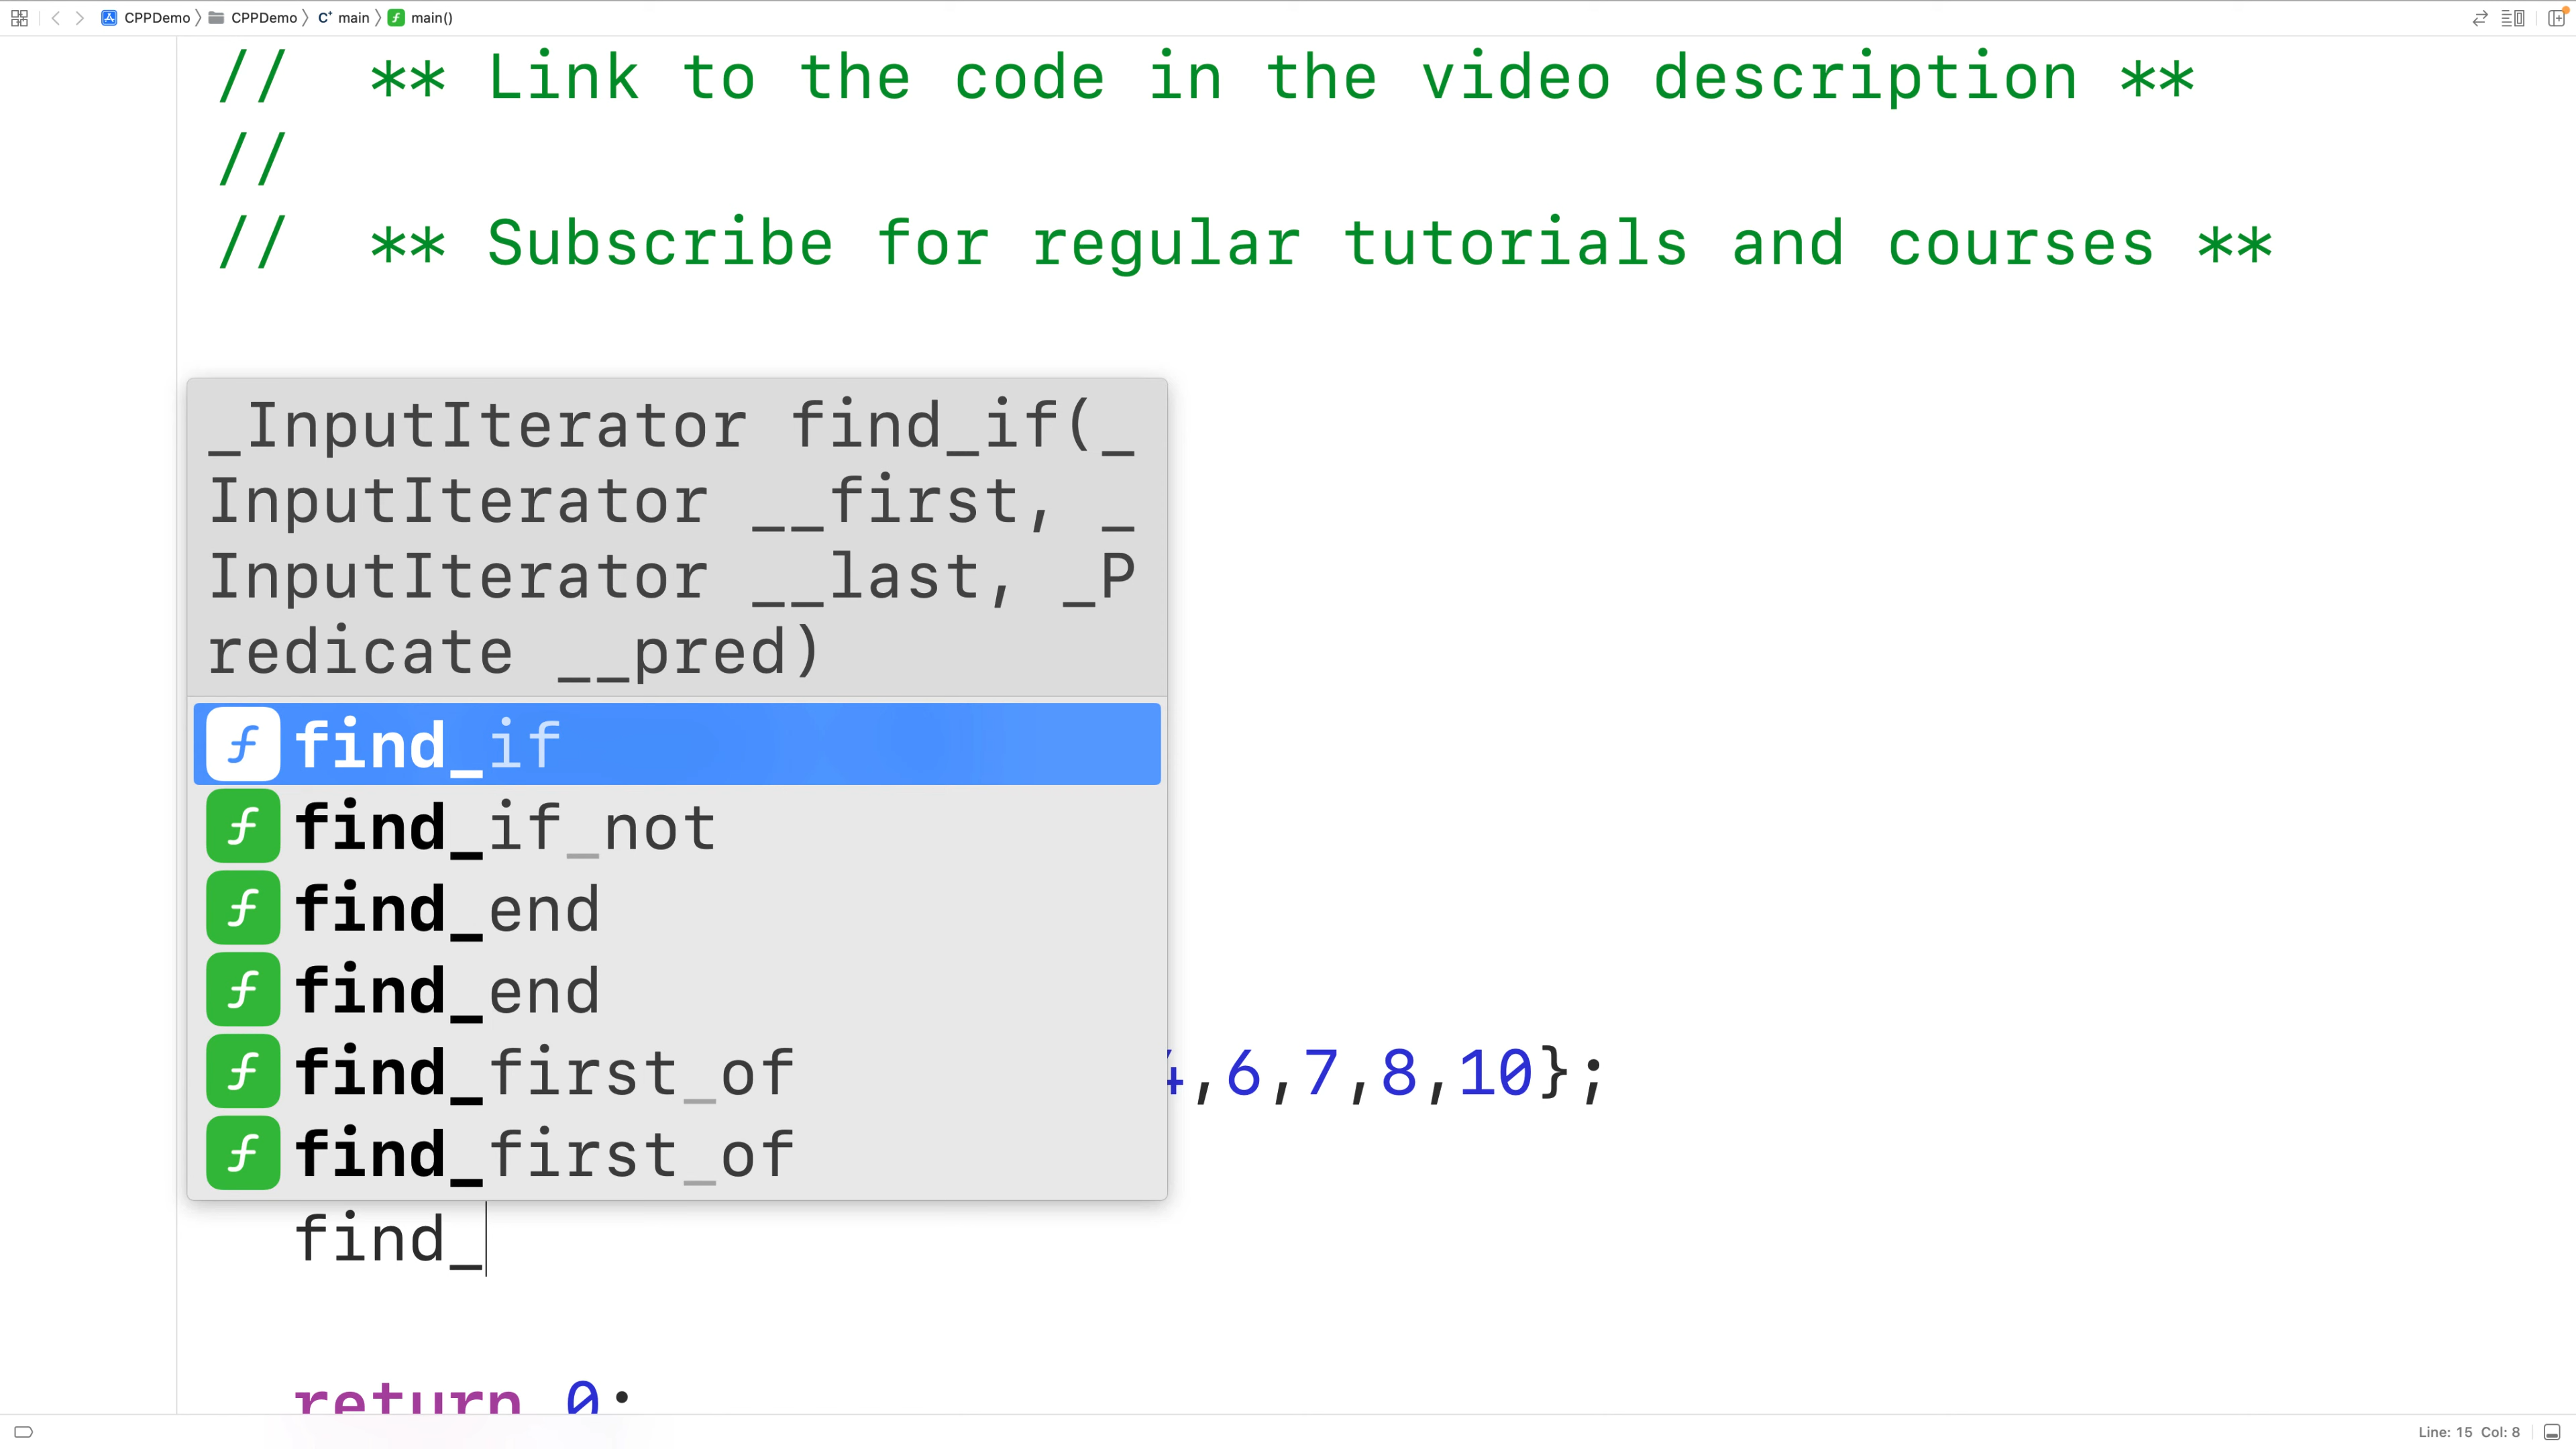 CPPDemo CPPDemo C+ main main()
// ** Link to the code in the video description **
//
// ** Subscribe for regular tutorials and courses **
_InputIterator find_if(_
InputIterator __first, _
InputIterator __last, _P
redicate __pred)
f find_if
f find_if_not
f find_end
f find_end
f find_first_of
f find_first_of
4,6,7,8,10};
find_
return 0;
Line: 15 Col: 8